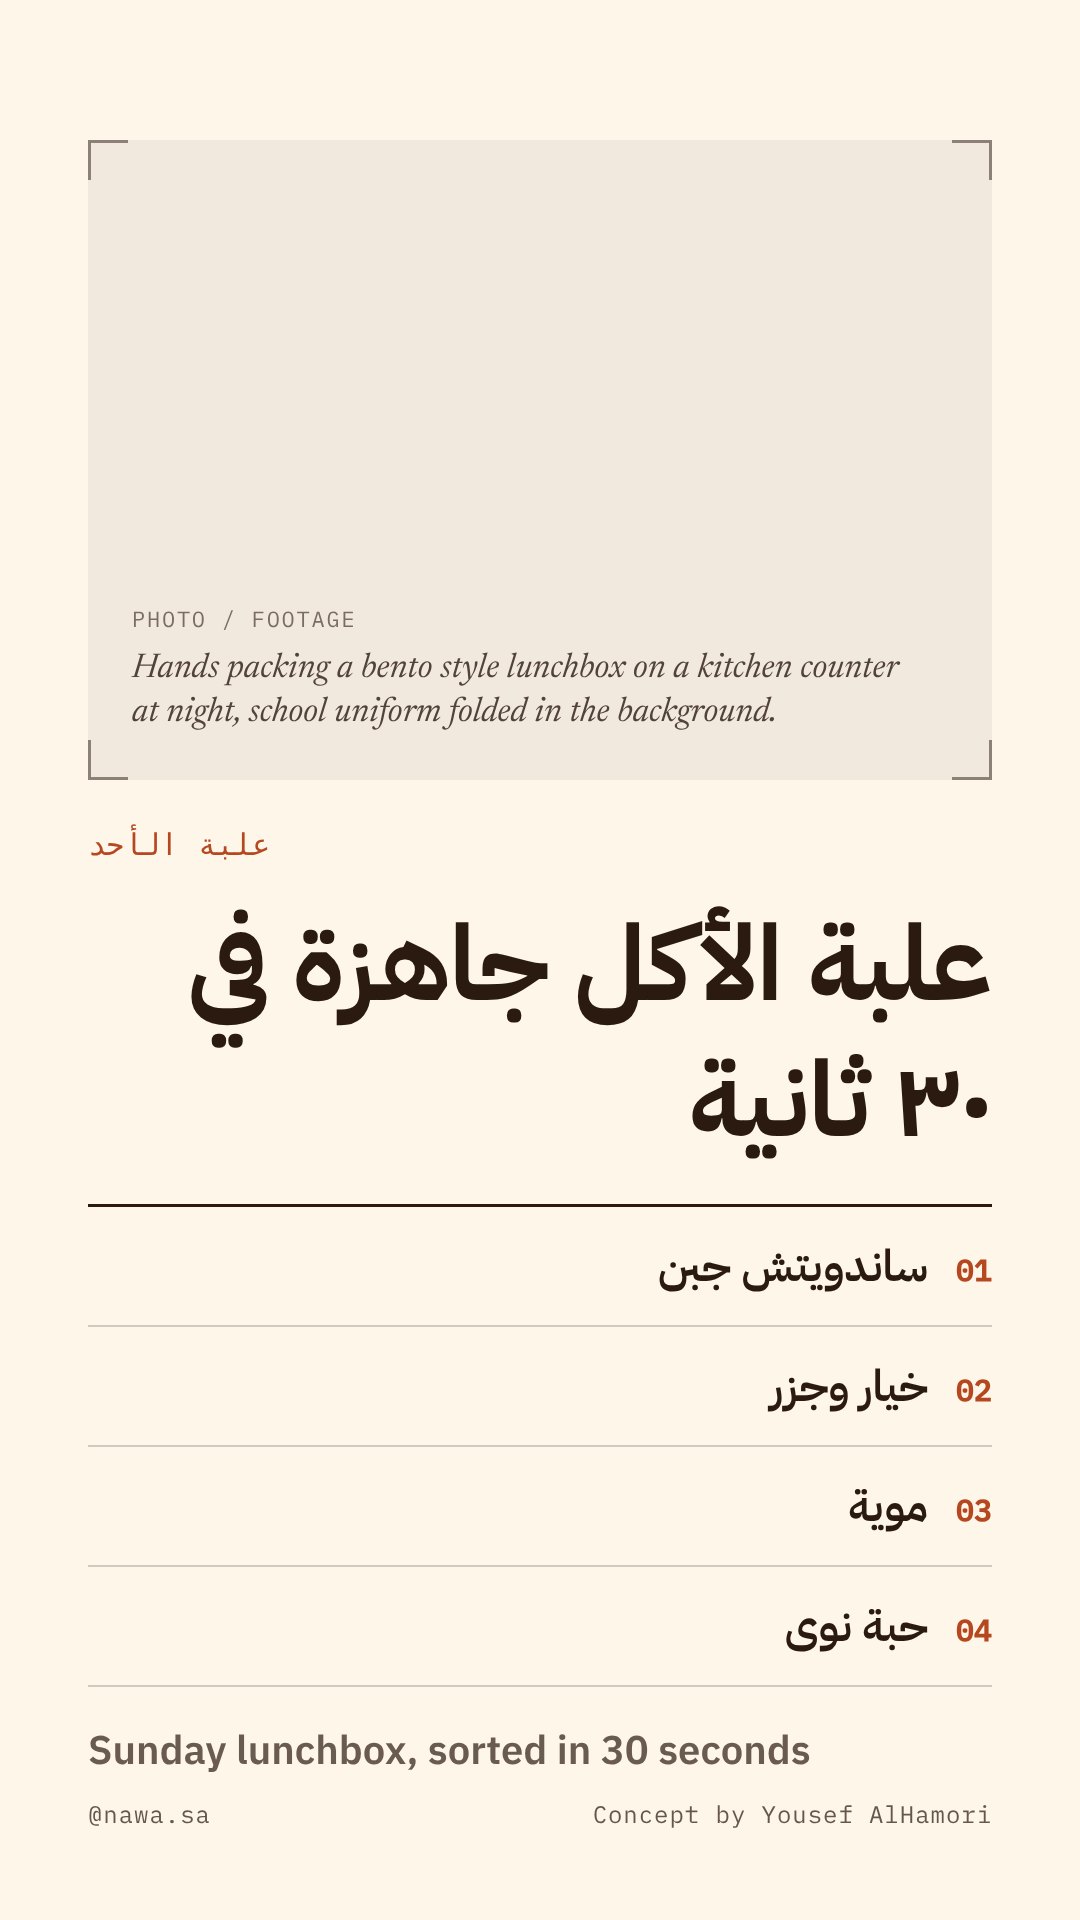 PHOTO / FOOTAGE
Hands packing a bento style lunchbox on a kitchen counter
at night, school uniform folded in the background.
علبة الأحد
علبة الأكل جاهزة في
٣٠ ثانية
01 ساندويتش جبن
02 خيار وجزر
03 موية
04 حبة نوى
Sunday lunchbox, sorted in 30 seconds
@nawa.sa
Concept by Yousef AlHamori